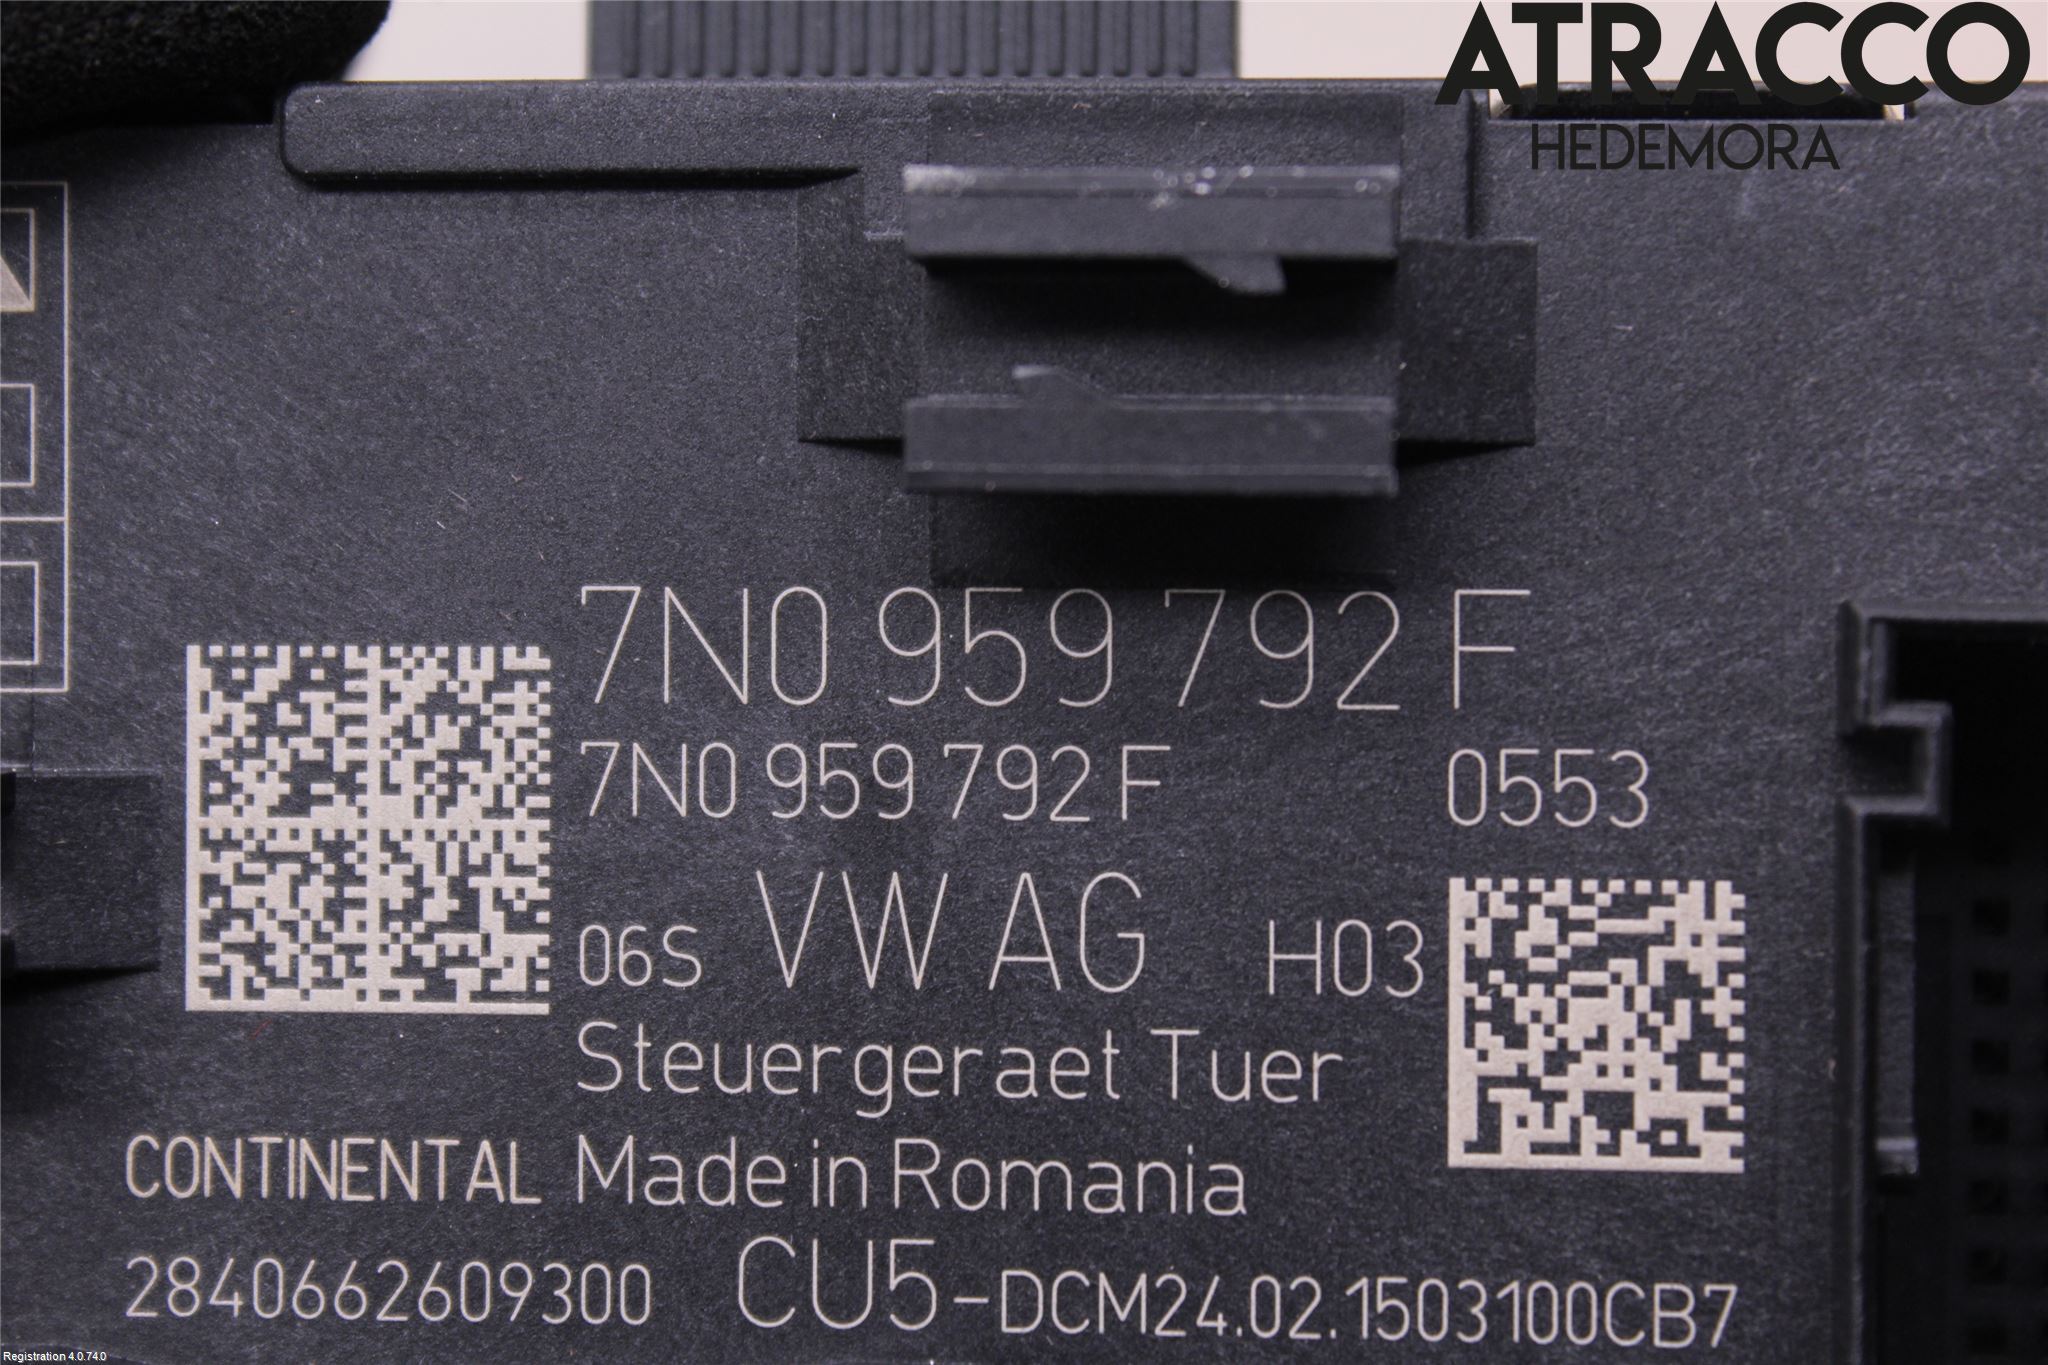 ATRACCO
HEDEMORA
7N0 959 792 F
7N0 959 792 F 0553
06S VW AG H03
Steuergeraet Tuer
CONTINENTAL Made in Romania
2840662609300 CU5-DCM24.02.1503100CB7
Registration 4.0.74.0